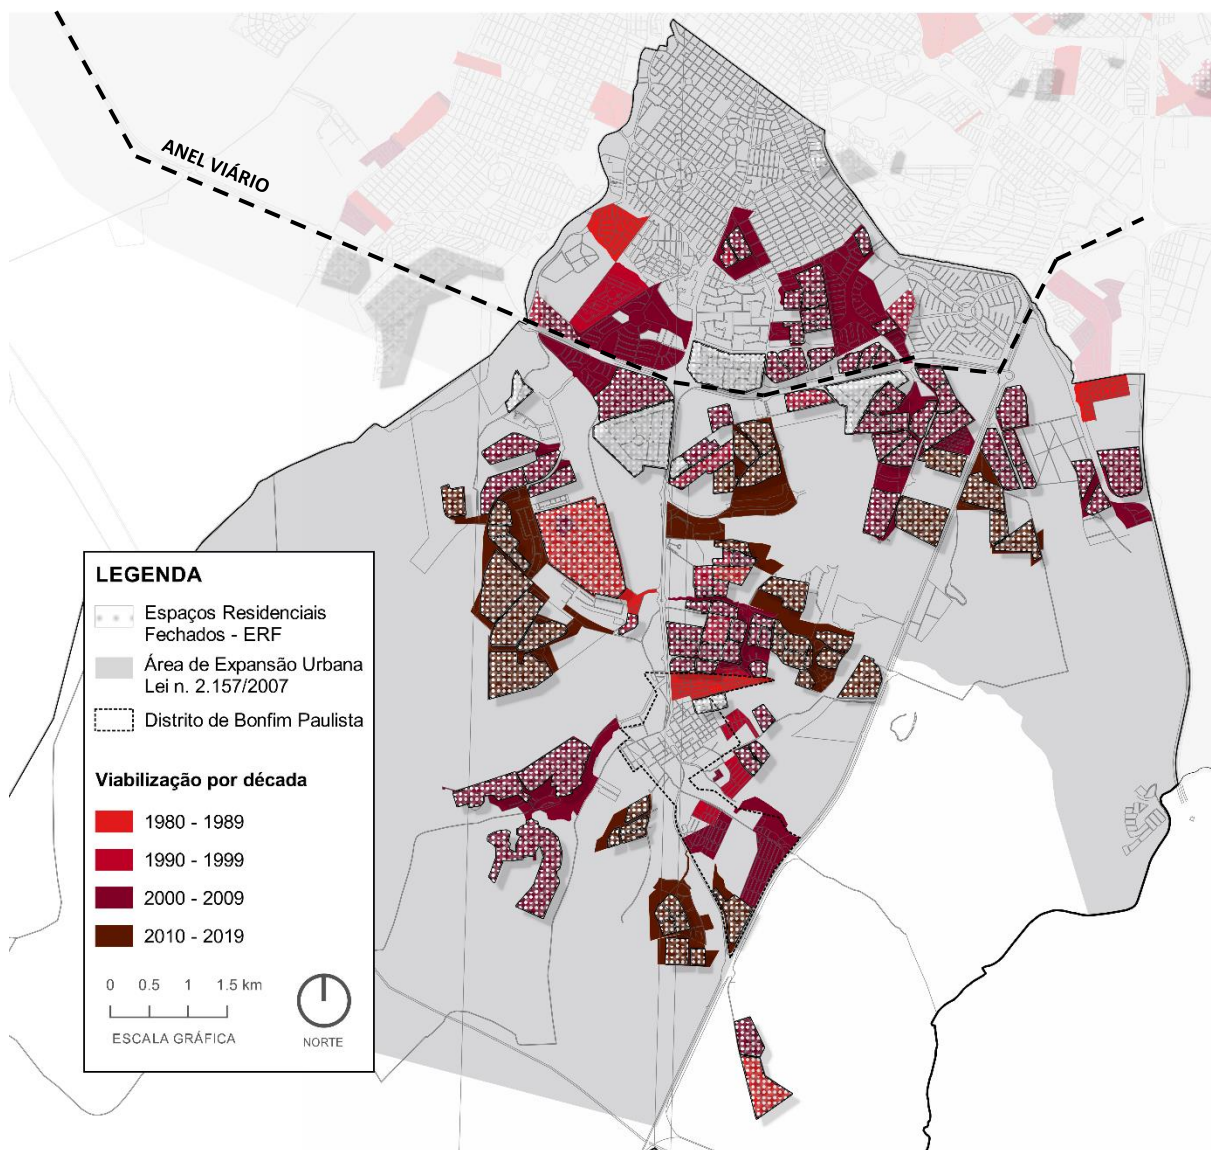 ANEL VIÁRIO
LEGENDA
Espaços Residenciais
Fechados - ERF
Área de Expansão Urbana
Lei n. 2.157/2007
Distrito de Bonfim Paulista
Viabilização por década
1980 - 1989
1990 - 1999
2000 - 2009
2010 - 2019
0 0.5 1 1.5 km
ESCALA GRÁFICA
NORTE